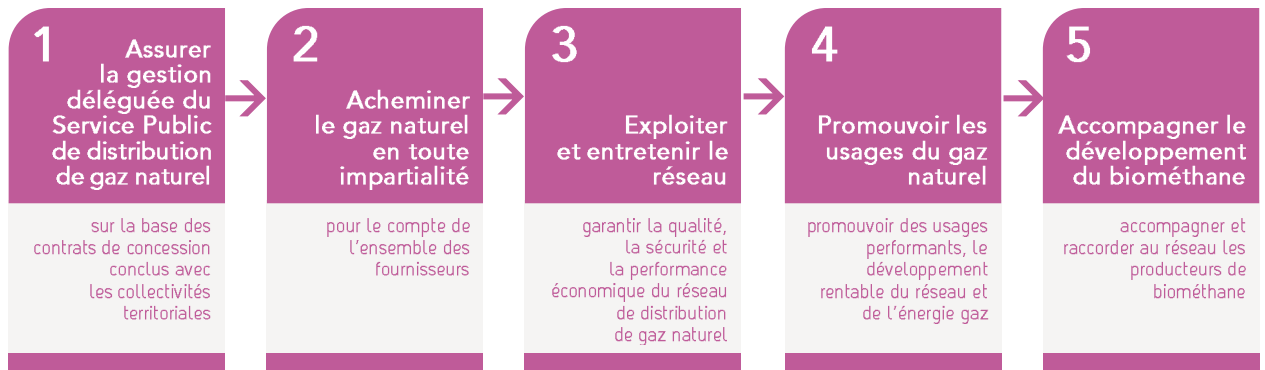 1
Assurer
la gestion
déléguée du
Service Public
de distribution
de gaz naturel
sur la base des
contrats de concession
conclus avec
les collectivités
territoriales
2
Acheminer
le gaz naturel
en toute
impartialité
pour le compte de
l'ensemble des
fournisseurs
3
Exploiter
et entretenir le
réseau
garantir la qualité,
la sécurité et
la performance
économique du réseau
de distribution
de gaz naturel
4
Promouvoir les
usages du gaz
naturel
promouvoir des usages
performants, le
développement
rentable du réseau et
de l'énergie gaz
5
Accompagner le
développement
du biométhane
accompagner et
raccorder au réseau les
producteurs de
biométhane